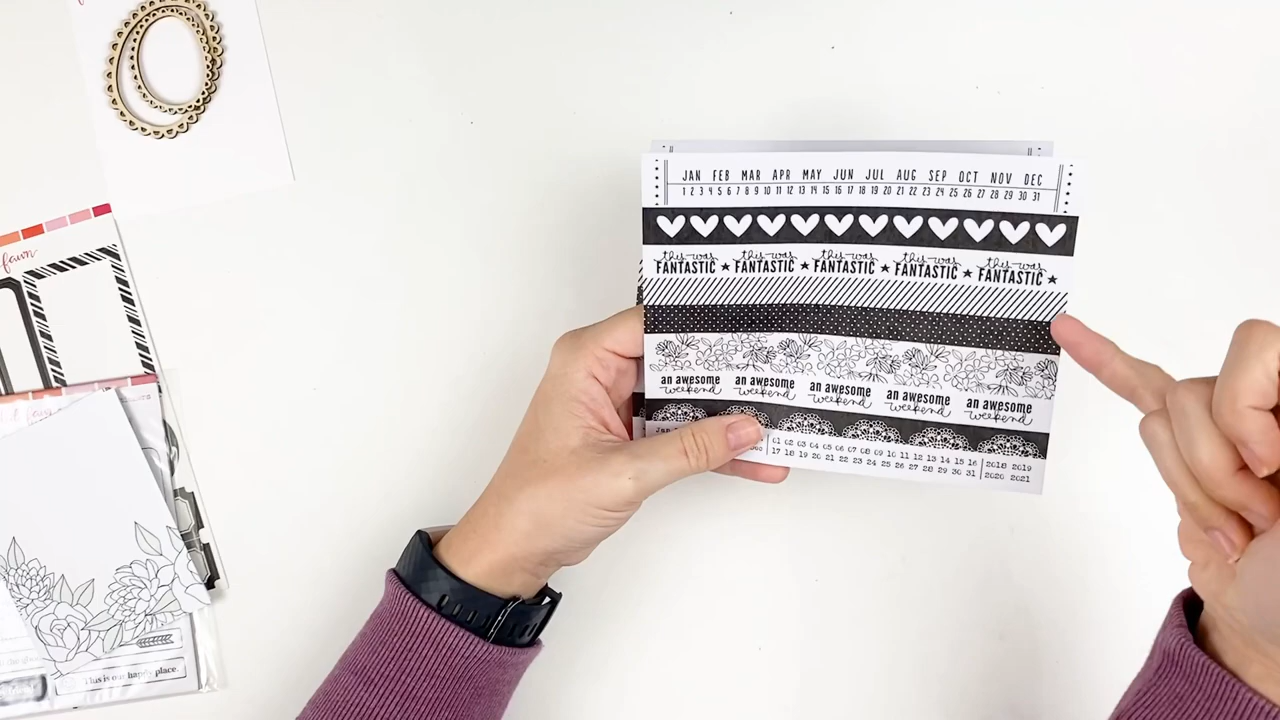 JAN FEB MAR APR MAY JUN JUL AUG SEP OCT NOV DEC
1 2 3 4 5 6 7 8 9 10 11 12 13 14 15 16 17 18 19 20 21 22 23 24 25 26 27 28 29 30 31
this was this was this was this was this was
FANTASTIC ★ FANTASTIC ★ FANTASTIC ★ FANTASTIC ★ FANTASTIC ★
an awesome an awesome an awesome an awesome an awesome
weekend weekend weekend weekend weekend
01 02 03 04 05 06 07 08 09 10 11 12 13 14 15 16 2018 2019
Dec 17 18 19 20 21 22 23 24 25 26 27 28 29 30 31 2020 2021
fawn
This is our happy place.